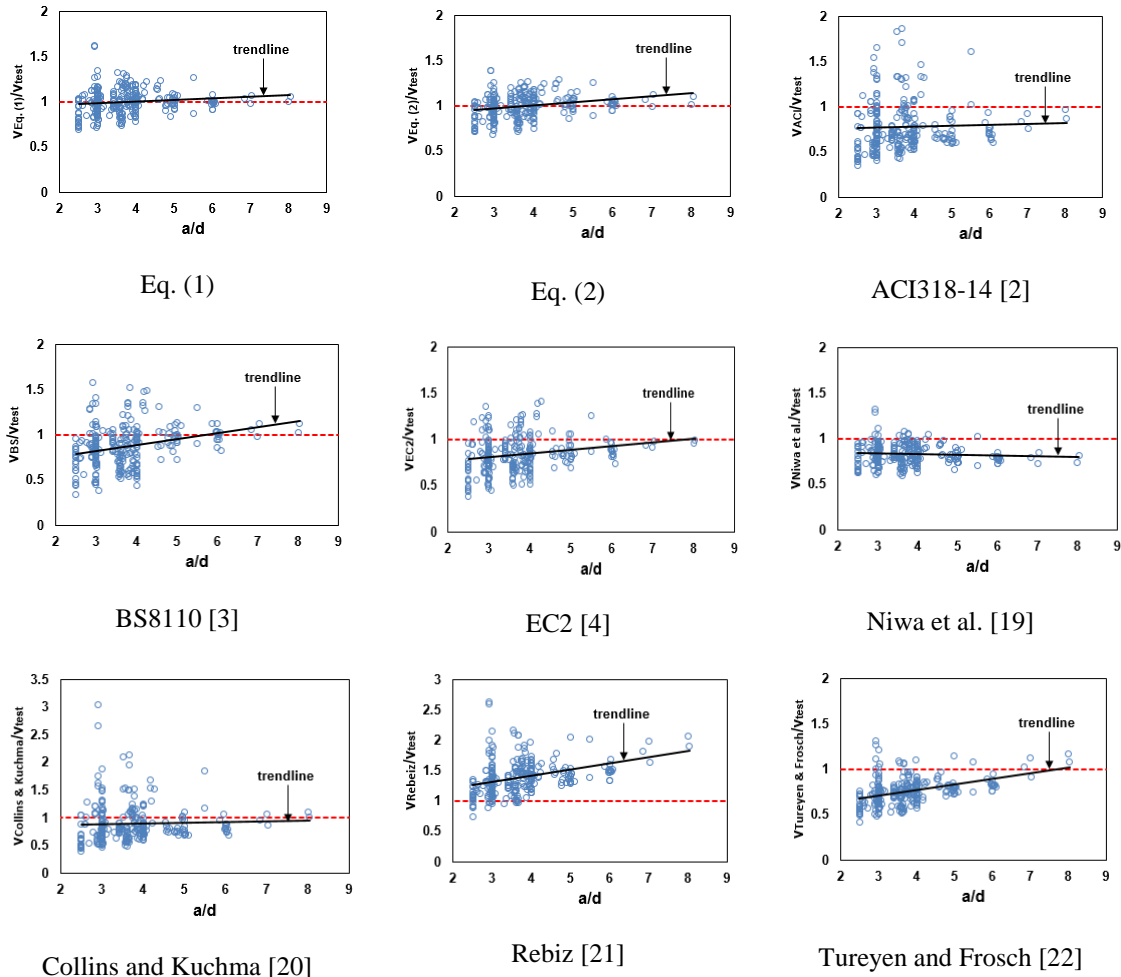 2
1.5
1
0.5
0
VEq. (1)/Vtest
trendline
2 3 4 5 6 7 8 9
a/d
Eq. (1)
2
1.5
1
0.5
0
VEq. (2)/Vtest
trendline
2 3 4 5 6 7 8 9
a/d
Eq. (2)
2
1.5
1
0.5
0
VACI/Vtest
trendline
2 3 4 5 6 7 8 9
a/d
ACI318-14 [2]
2
1.5
1
0.5
0
VBS/Vtest
trendline
2 3 4 5 6 7 8 9
a/d
BS8110 [3]
2
1.5
1
0.5
0
VEC2/Vtest
trendline
2 3 4 5 6 7 8 9
a/d
EC2 [4]
2
1.5
1
0.5
0
VNiwa et al./Vtest
trendline
2 3 4 5 6 7 8 9
a/d
Niwa et al. [19]
3.5
3
2.5
2
1.5
1
0.5
0
VCollins & Kuchma/Vtest
trendline
2 3 4 5 6 7 8 9
a/d
Collins and Kuchma [20]
3
2.5
2
1.5
1
0.5
0
VRebeiz/Vtest
trendline
2 3 4 5 6 7 8 9
a/d
Rebiz [21]
2
1.5
1
0.5
0
VTureyen & Frosch/Vtest
trendline
2 3 4 5 6 7 8 9
a/d
Tureyen and Frosch [22]